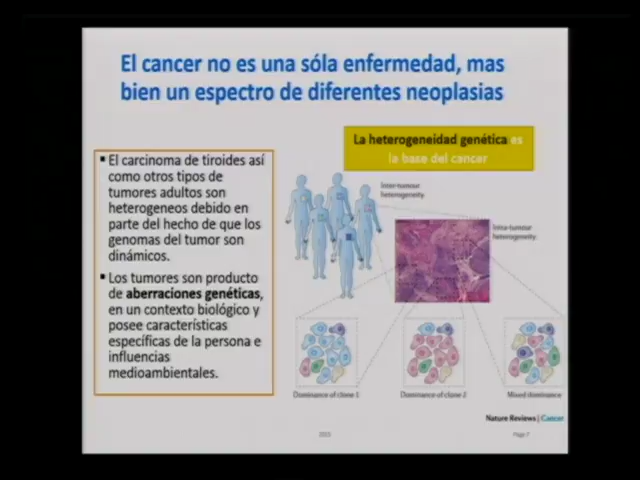 El cancer no es una sóla enfermedad, mas
bien un espectro de diferentes neoplasias
La heterogeneidad genética es
la base del cancer
▪ El carcinoma de tiroides así
como otros tipos de
tumores adultos son
heterogeneos debido en
parte del hecho de que los
genomas del tumor son
dinámicos.
▪ Los tumores son producto
de aberraciones genéticas,
en un contexto biológico y
posee características
específicas de la persona e
influencias
medioambientales.
Inter-tumour
heterogeneity
Intra-tumour
heterogeneity
Dominance of clone 1
Dominance of clone 2
Mixed dominance
Nature Reviews | Cancer
2015
Page 7